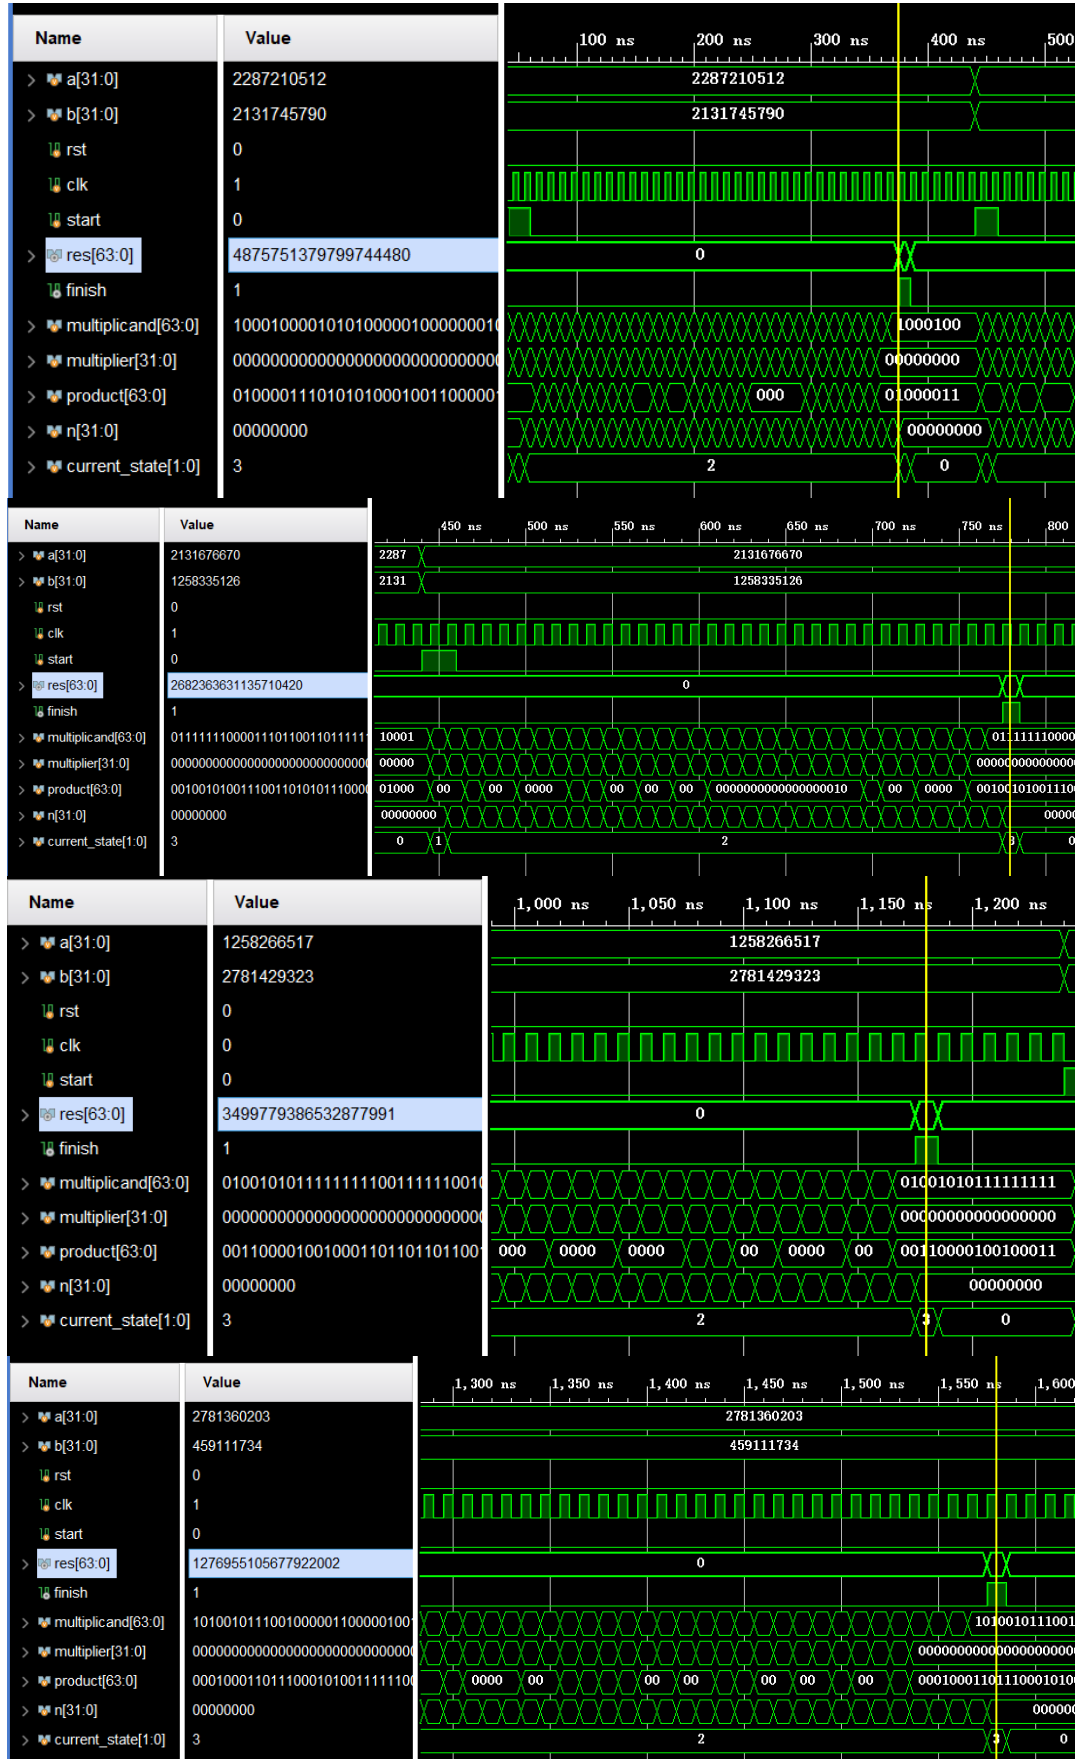 Name Value 100 ns 200 ns 300 ns 400 ns 500
a[31:0] 2287210512 2287210512
b[31:0] 2131745790 2131745790
rst 0
clk 1
start 0
res[63:0] 4875751379799744480 0
finish 1
multiplicand[63:0] 1000100001010100000100000010 1000100
multiplier[31:0] 00000000
product[63:0] 000 01000011
n[31:0] 00000000 00000000
current_state[1:0] 3 2 0
Name Value 450 ns 500 ns 550 ns 600 ns 650 ns 700 ns 750 ns 800
a[31:0] 2131676670 2287 2131676670
b[31:0] 1258335126 2131 1258335126
rst 0
clk 1
start 0
res[63:0] 2682363631135710420 0
finish 1
multiplicand[63:0] 10001 011111110000
multiplier[31:0] 00000
product[63:0] 01000 00 00 0000 00 00 00 00 0000
n[31:0] 00000000 00000000 00000
current_state[1:0] 3 0 1 2 3 0
Name Value 1,000 ns 1,050 ns 1,100 ns 1,150 ns 1,200 ns
a[31:0] 1258266517 1258266517
b[31:0] 2781429323 2781429323
rst 0
clk 0
start 0
res[63:0] 3499779386532877991 0
finish 1
multiplicand[63:0] 010010101111111111
multiplier[31:0] 00000000000000000
product[63:0] 000 0000 0000 00 0000 00 00110000100100011
n[31:0] 00000000 00000000
current_state[1:0] 3 2 3 0
Name Value 1,300 ns 1,350 ns 1,400 ns 1,450 ns 1,500 ns 1,550 ns 1,600
a[31:0] 2781360203 2781360203
b[31:0] 459111734 459111734
rst 0
clk 1
start 0
res[63:0] 1276955105677922002 0
finish 1
multiplicand[63:0] 1010010111001
multiplier[31:0]
product[63:0] 0000 00 00 00 00 00 00
n[31:0] 00000000 000000
current_state[1:0] 3 2 3 0